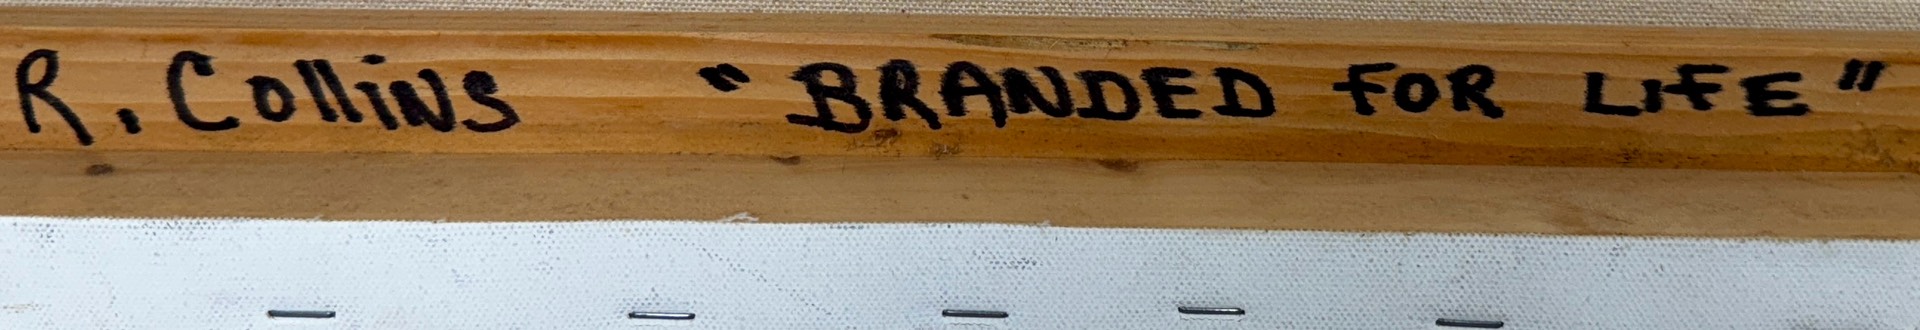 R. Collins "BRANDED FOR LIFE"